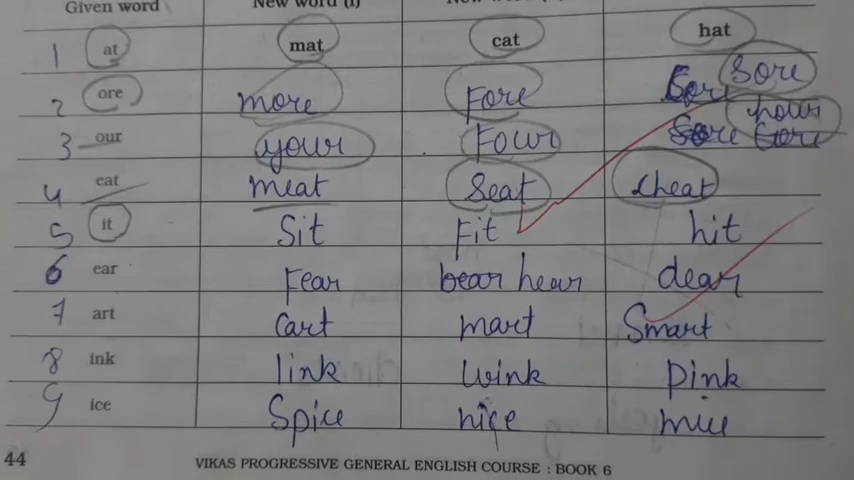 Given word New word (I) New word
1 at mat cat hat
2 ore more Fore sore
3 our your Four hour
4 eat meat Seat cheat
5 it Sit Fit hit
6 ear Fear bear hear dear
7 art cart mart Smart
8 ink link wink pink
9 ice Spice nice mice
44 VIKAS PROGRESSIVE GENERAL ENGLISH COURSE : BOOK 6